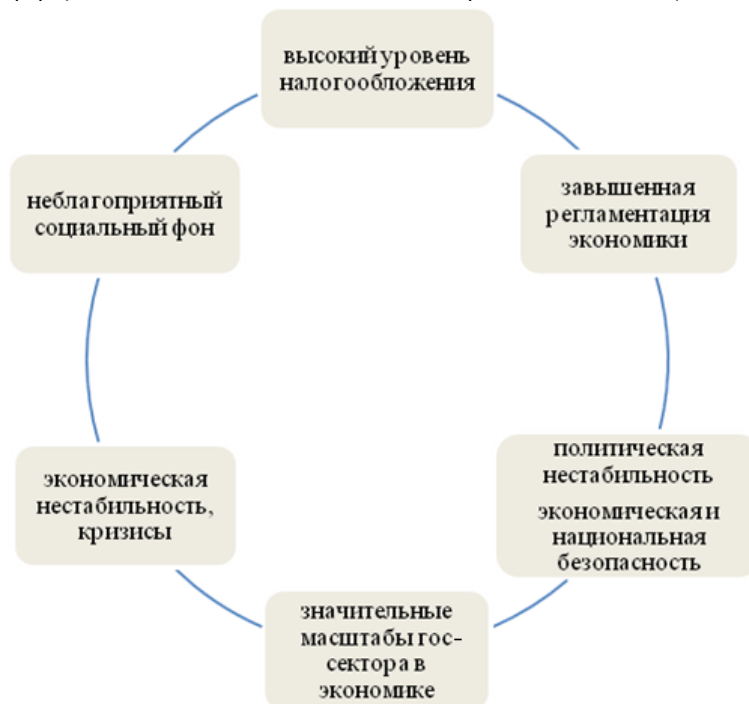 высокий уровень
налогообложения
завышенная
регламентация
экономики
политическая
нестабильность
экономическая и
национальная
безопасность
значительные
масштабы гос-
сектора в
экономике
экономическая
нестабильность,
кризисы
неблагоприятный
социальный фон